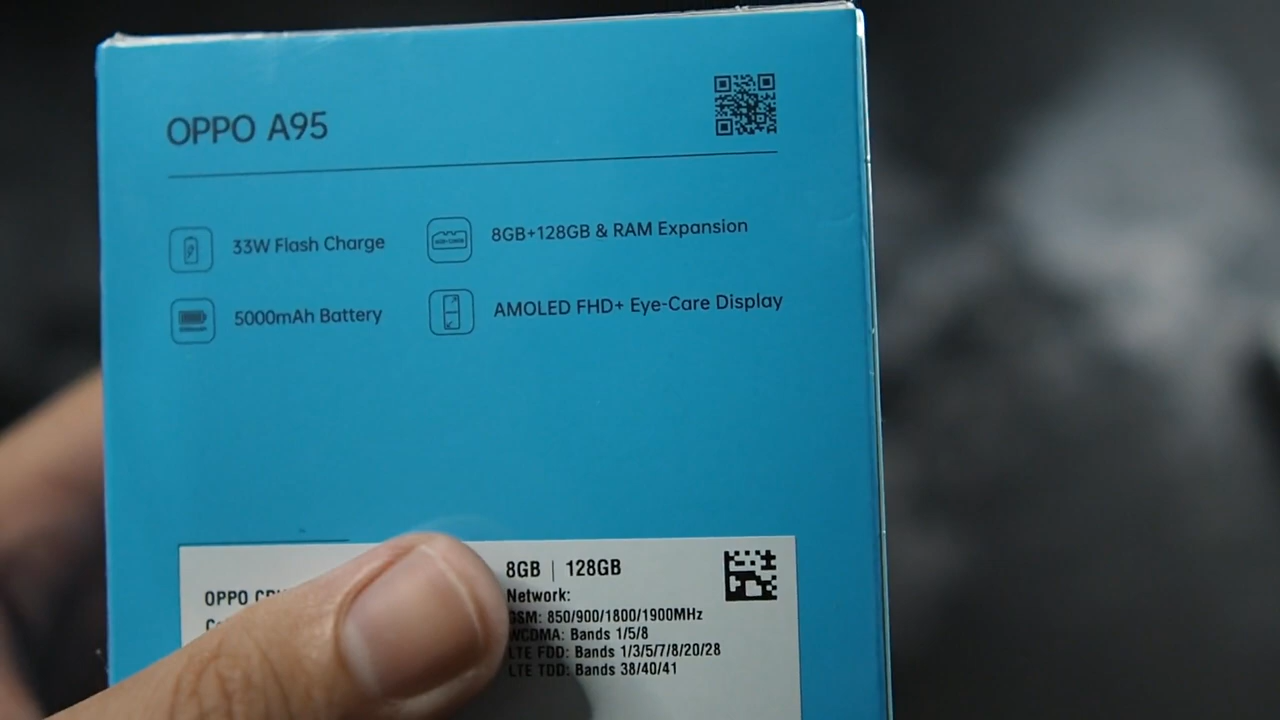 OPPO A95
33W Flash Charge
8GB+128GB & RAM Expansion
5000mAh Battery
AMOLED FHD+ Eye-Care Display
OPPO
8GB | 128GB
Network:
GSM: 850/900/1800/1900MHz
WCDMA: Bands 1/5/8
LTE FDD: Bands 1/3/5/7/8/20/28
LTE TDD: Bands 38/40/41